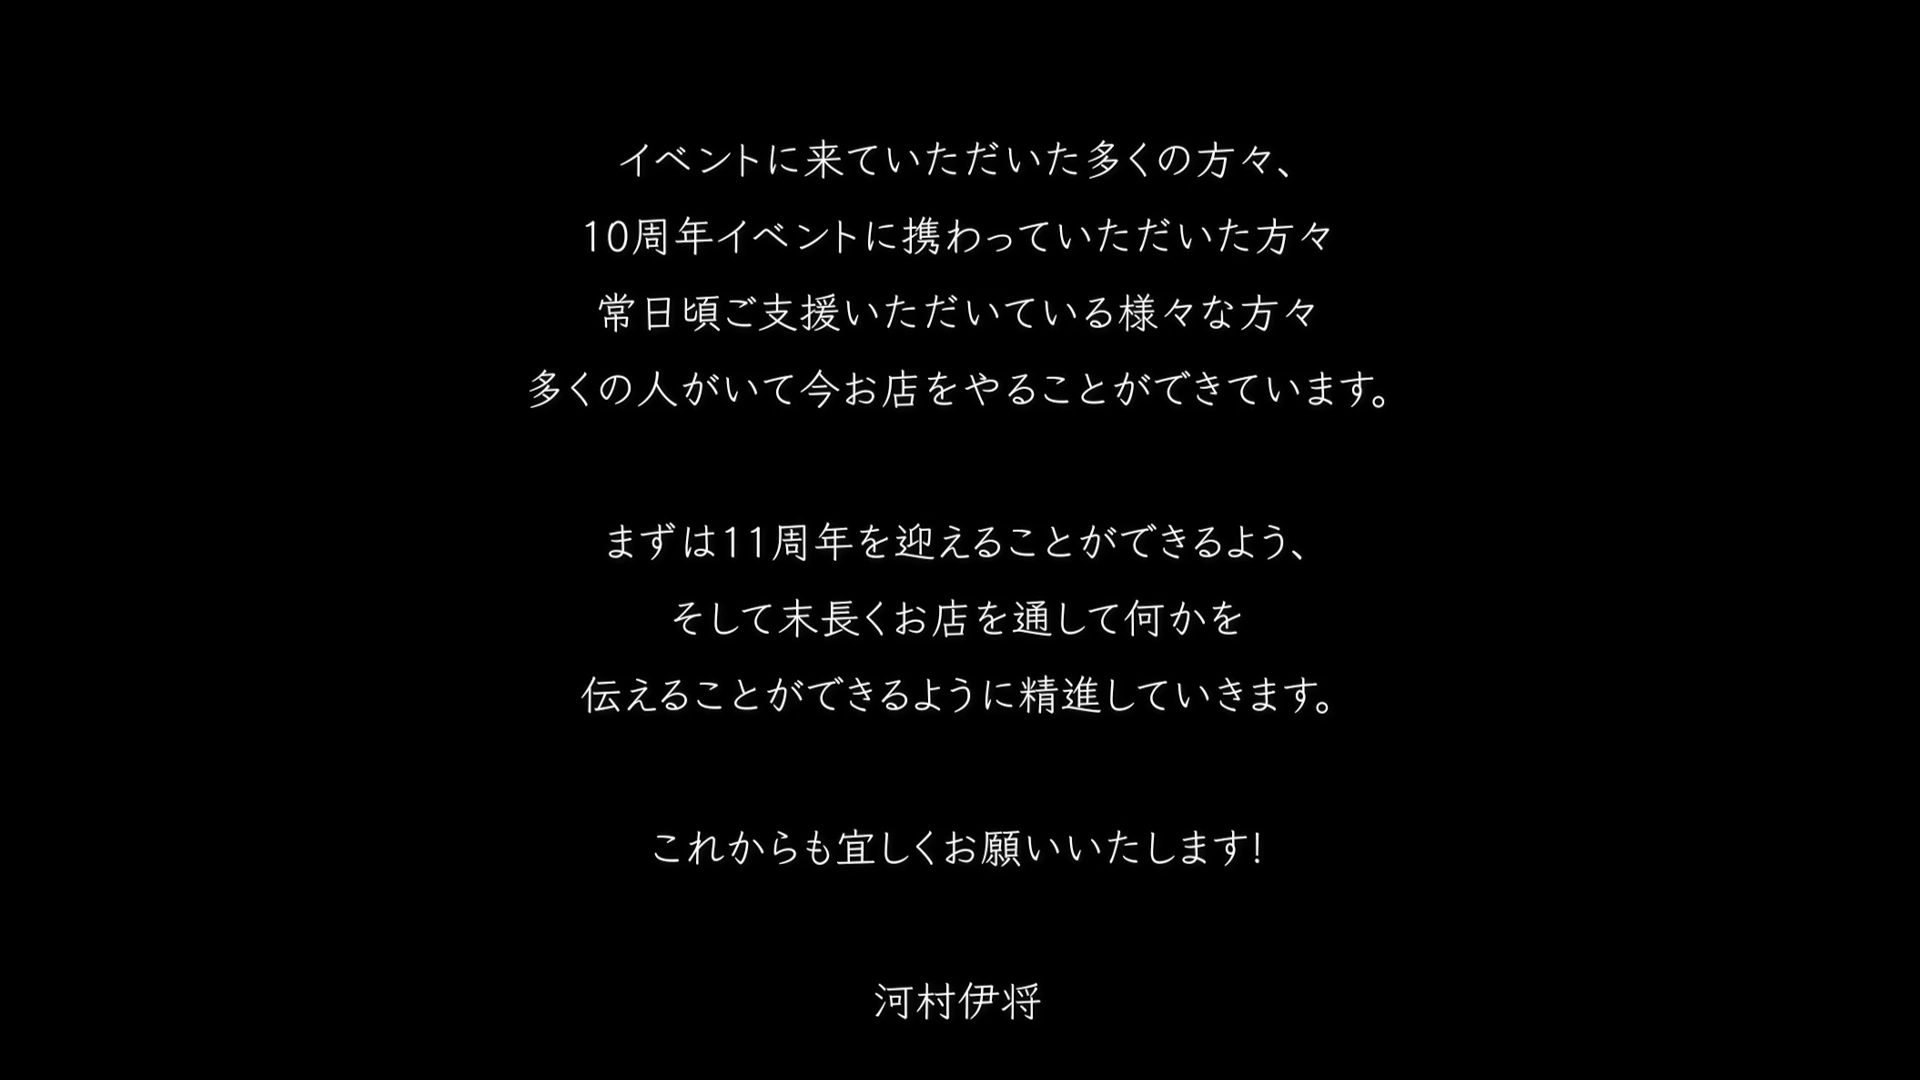 イベントに来ていただいた多くの方々、
10周年イベントに携わっていただいた方々
常日頃ご支援いただいている様々な方々
多くの人がいて今お店をやることができています。
まずは11周年を迎えることができるよう、
そして末長くお店を通して何かを
伝えることができるように精進していきます。
これからも宜しくお願いいたします!
河村伊将